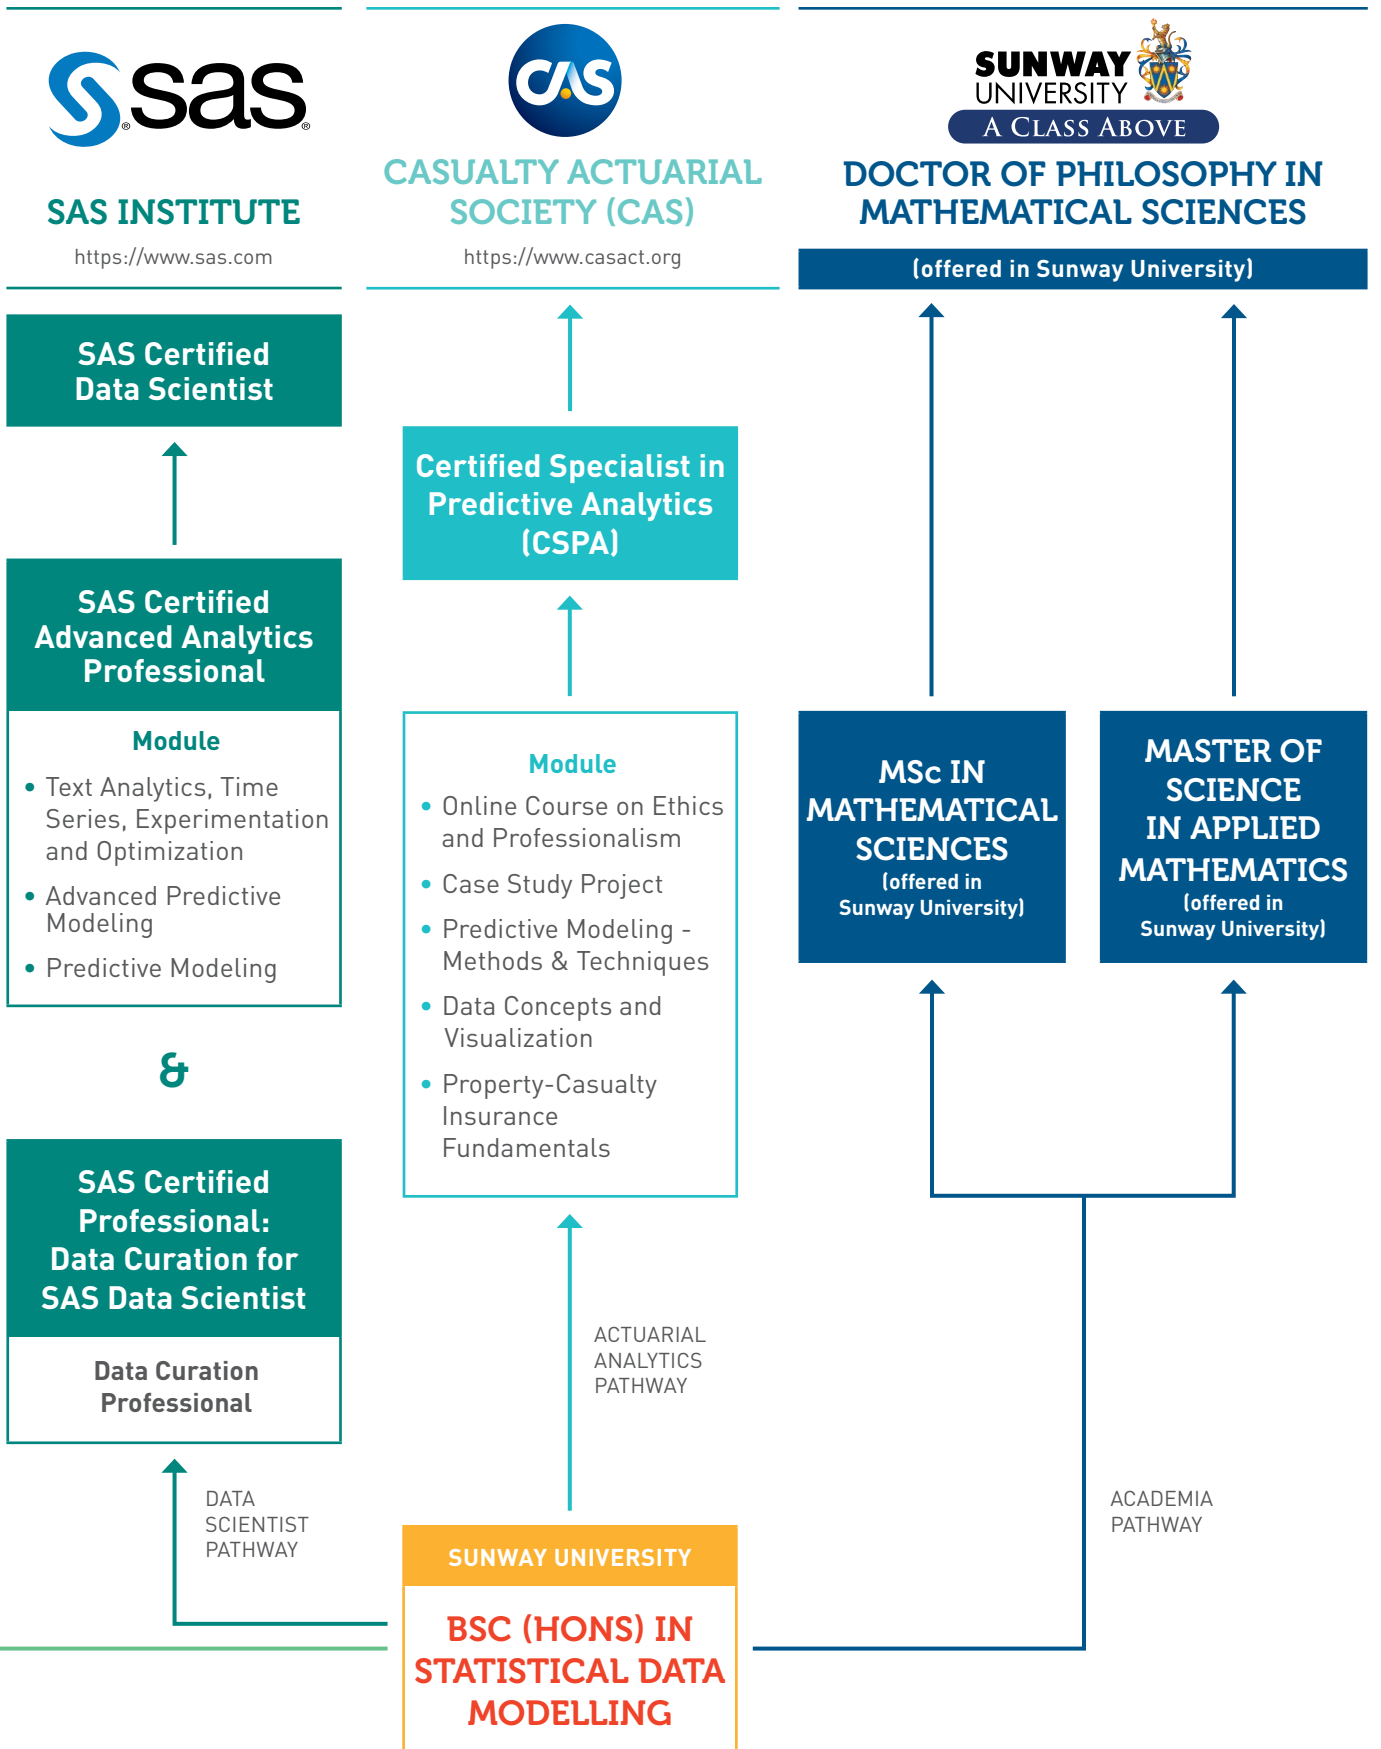 sas
SAS INSTITUTE
https://www.sas.com
SAS Certified
Data Scientist
SAS Certified
Advanced Analytics
Professional
Module
• Text Analytics, Time
Series, Experimentation
and Optimization
• Advanced Predictive
Modeling
• Predictive Modeling
&
SAS Certified
Professional:
Data Curation for
SAS Data Scientist
Data Curation
Professional
DATA
SCIENTIST
PATHWAY
CAS
CASUALTY ACTUARIAL
SOCIETY (CAS)
https://www.casact.org
Certified Specialist in
Predictive Analytics
(CSPA)
Module
• Online Course on Ethics
and Professionalism
• Case Study Project
• Predictive Modeling -
Methods & Techniques
• Data Concepts and
Visualization
• Property-Casualty
Insurance
Fundamentals
ACTUARIAL
ANALYTICS
PATHWAY
SUNWAY
UNIVERSITY
A CLASS ABOVE
DOCTOR OF PHILOSOPHY IN
MATHEMATICAL SCIENCES
(offered in Sunway University)
MSc IN
MATHEMATICAL
SCIENCES
(offered in
Sunway University)
MASTER OF
SCIENCE
IN APPLIED
MATHEMATICS
(offered in
Sunway University)
ACADEMIA
PATHWAY
SUNWAY UNIVERSITY
BSC (HONS) IN
STATISTICAL DATA
MODELLING